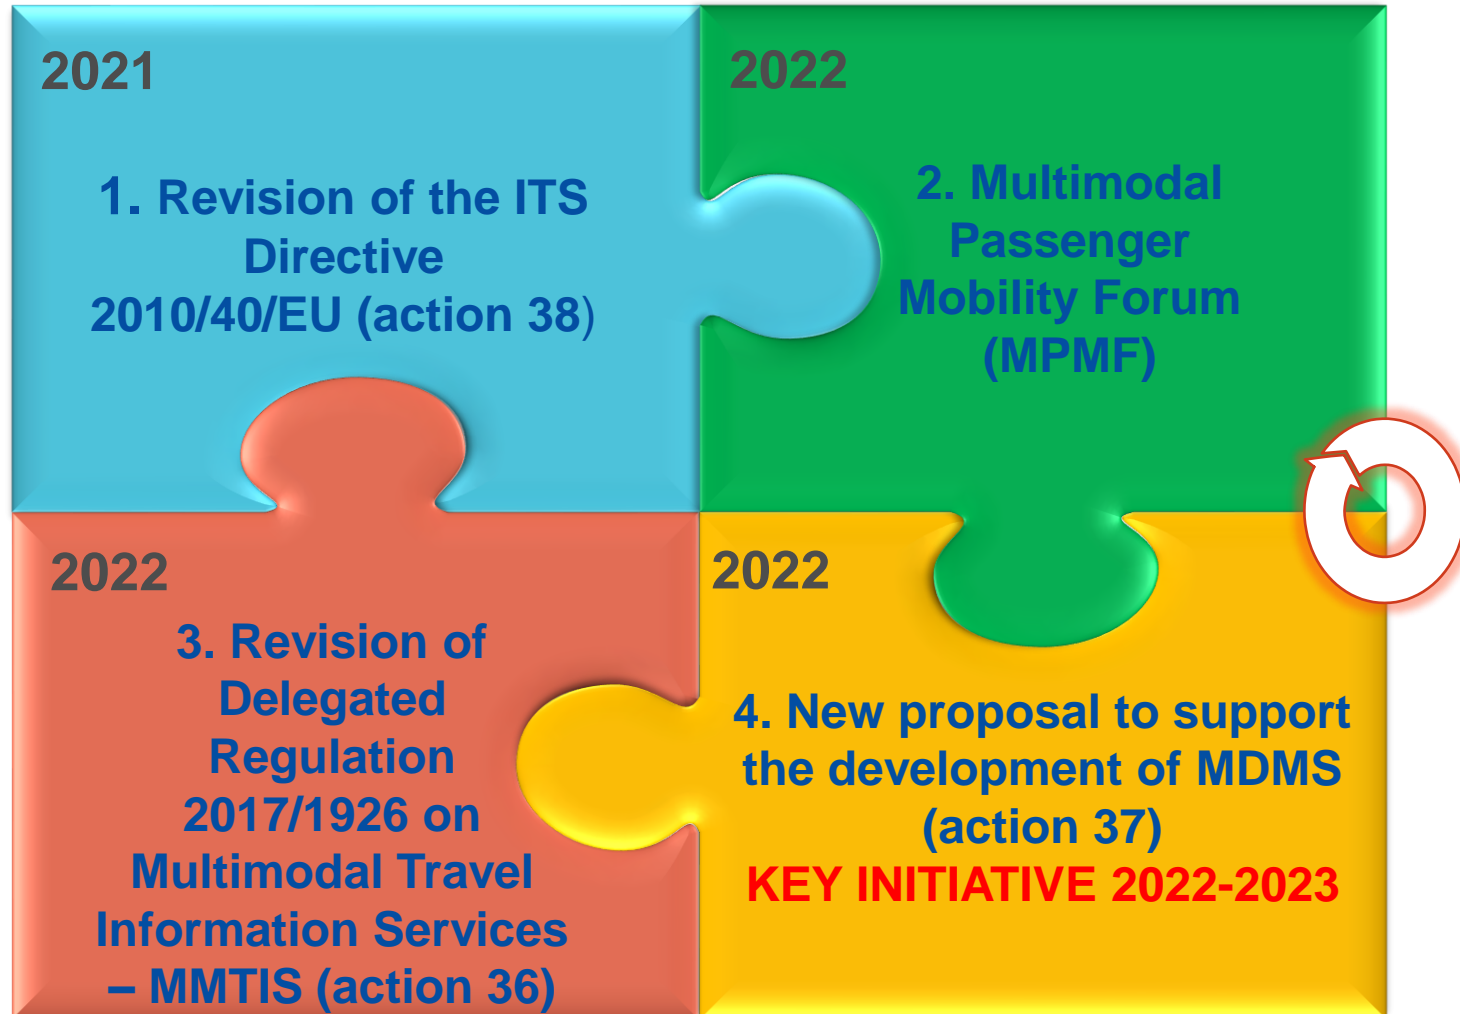 2021
1. Revision of the ITS
Directive
2010/40/EU (action 38)
2022
2. Multimodal
Passenger
Mobility Forum
(MPMF)
2022
3. Revision of
Delegated
Regulation
2017/1926 on
Multimodal Travel
Information Services
– MMTIS (action 36)
2022
4. New proposal to support
the development of MDMS
(action 37)
KEY INITIATIVE 2022-2023